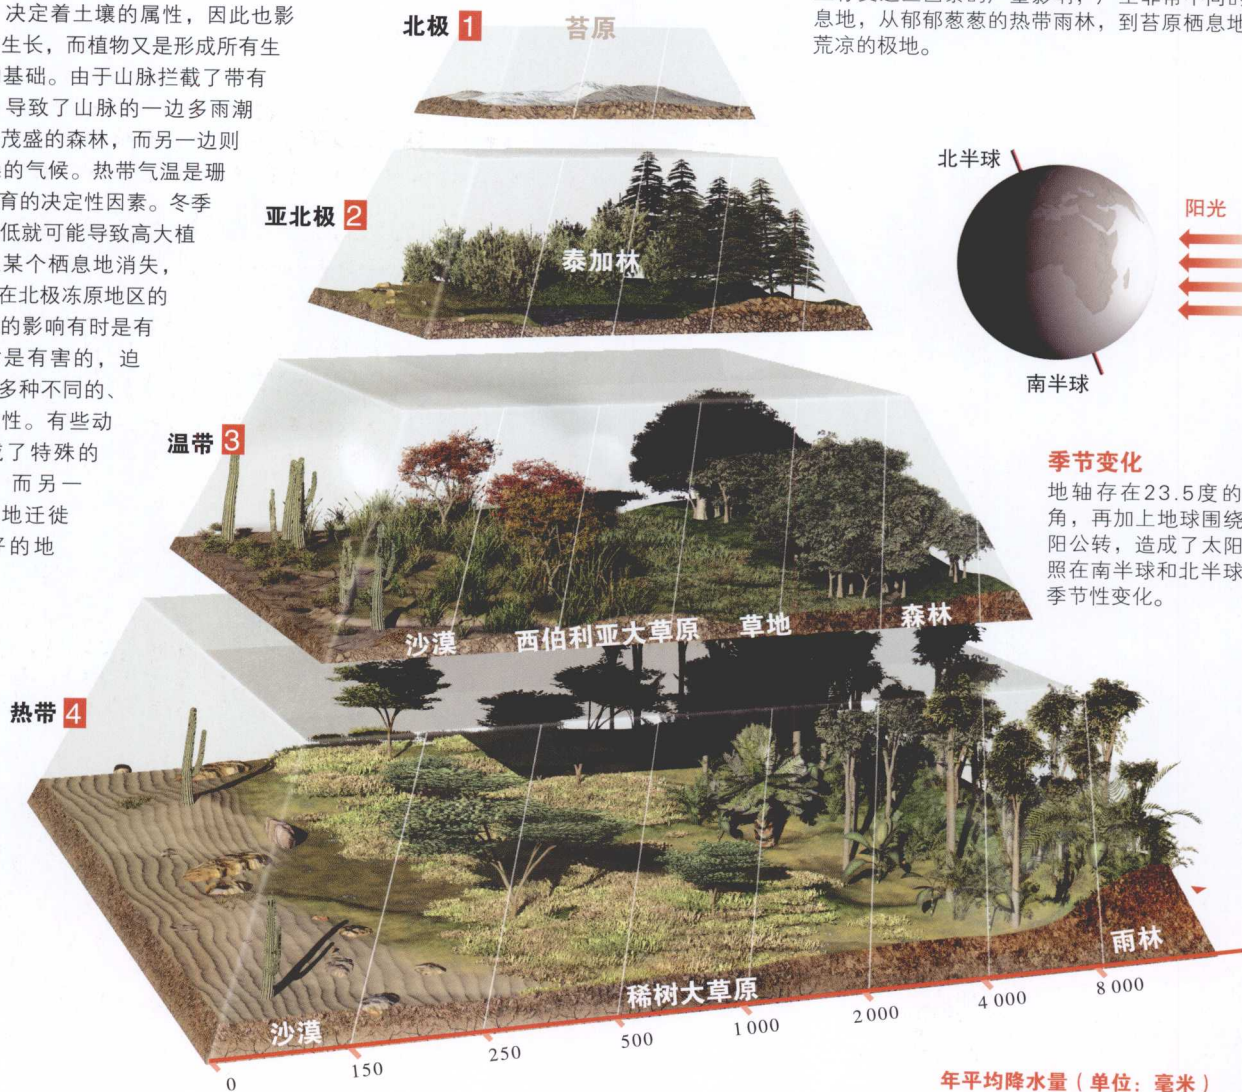 决定着土壤的属性，因此也影
生长，而植物又是形成所有生
基础。由于山脉拦截了带有
导致了山脉的一边多雨潮
茂盛的森林，而另一边则
的气候。热带气温是珊
育的决定性因素。冬季
低就可能导致高大植
某个栖息地消失，
在北极冻原地区的
的影响有时是有
是有害的，迫
多种不同的、
性。有些动
了特殊的
而另一
地迁徙
的地
息地，从郁郁葱葱的热带雨林，到苔原栖息地
荒凉的极地。
北极 1
苔原
亚北极 2
泰加林
温带 3
沙漠 西伯利亚大草原 草地 森林
热带 4
沙漠 稀树大草原 雨林
0 150 250 500 1 000 2 000 4 000 8 000
年平均降水量（单位：毫米）
北半球
阳光
南半球
季节变化
地轴存在23.5度的
角，再加上地球围绕
阳公转，造成了太阳
照在南半球和北半球
季节性变化。